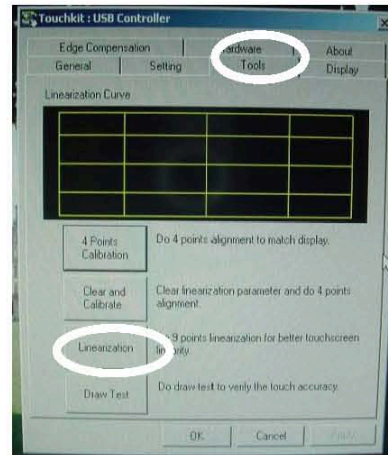 Touchkit : USB Controller
Edge Compensation Hardware About
General Setting Tools Display
Linearization Curve
4 Points
Calibration
Do 4 points alignment to match display.
Clear and
Calibrate
Clear linearization parameter and do 4 points
alignment.
Linearization
9 points linearization for better touchscreen
Draw Test
Do draw test to verify the touch accuracy.
OK Cancel Apply